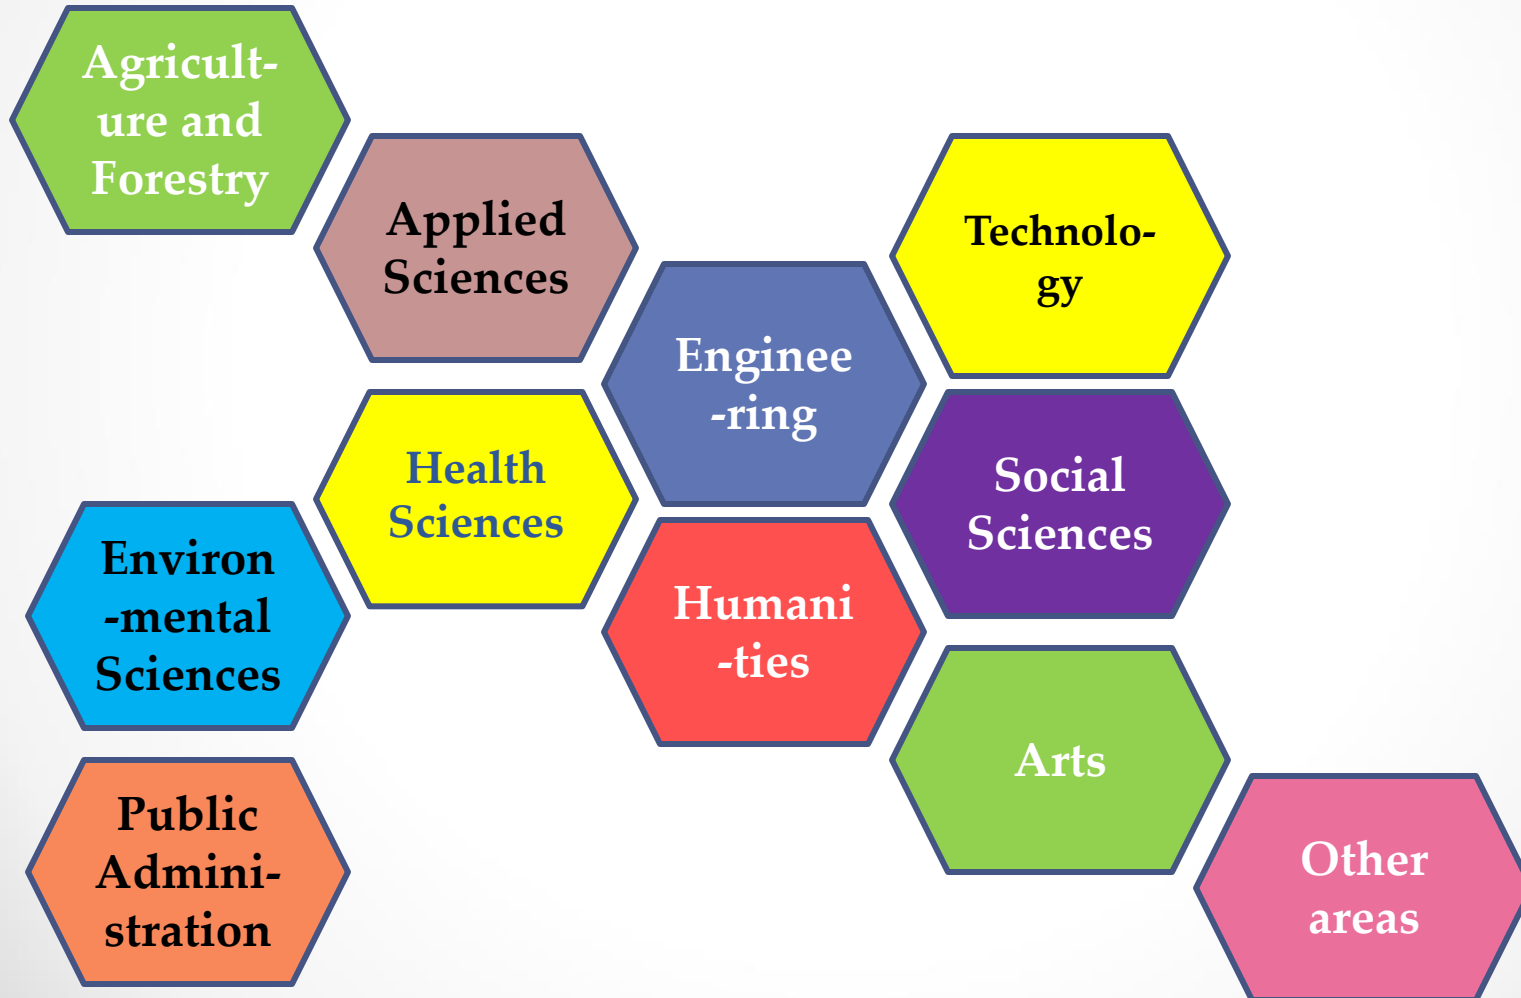 Agricult-
ure and
Forestry
Applied
Sciences
Technolo-
gy
Enginee
-ring
Health
Sciences
Social
Sciences
Environ
-mental
Sciences
Humani
-ties
Arts
Public
Admini-
stration
Other
areas